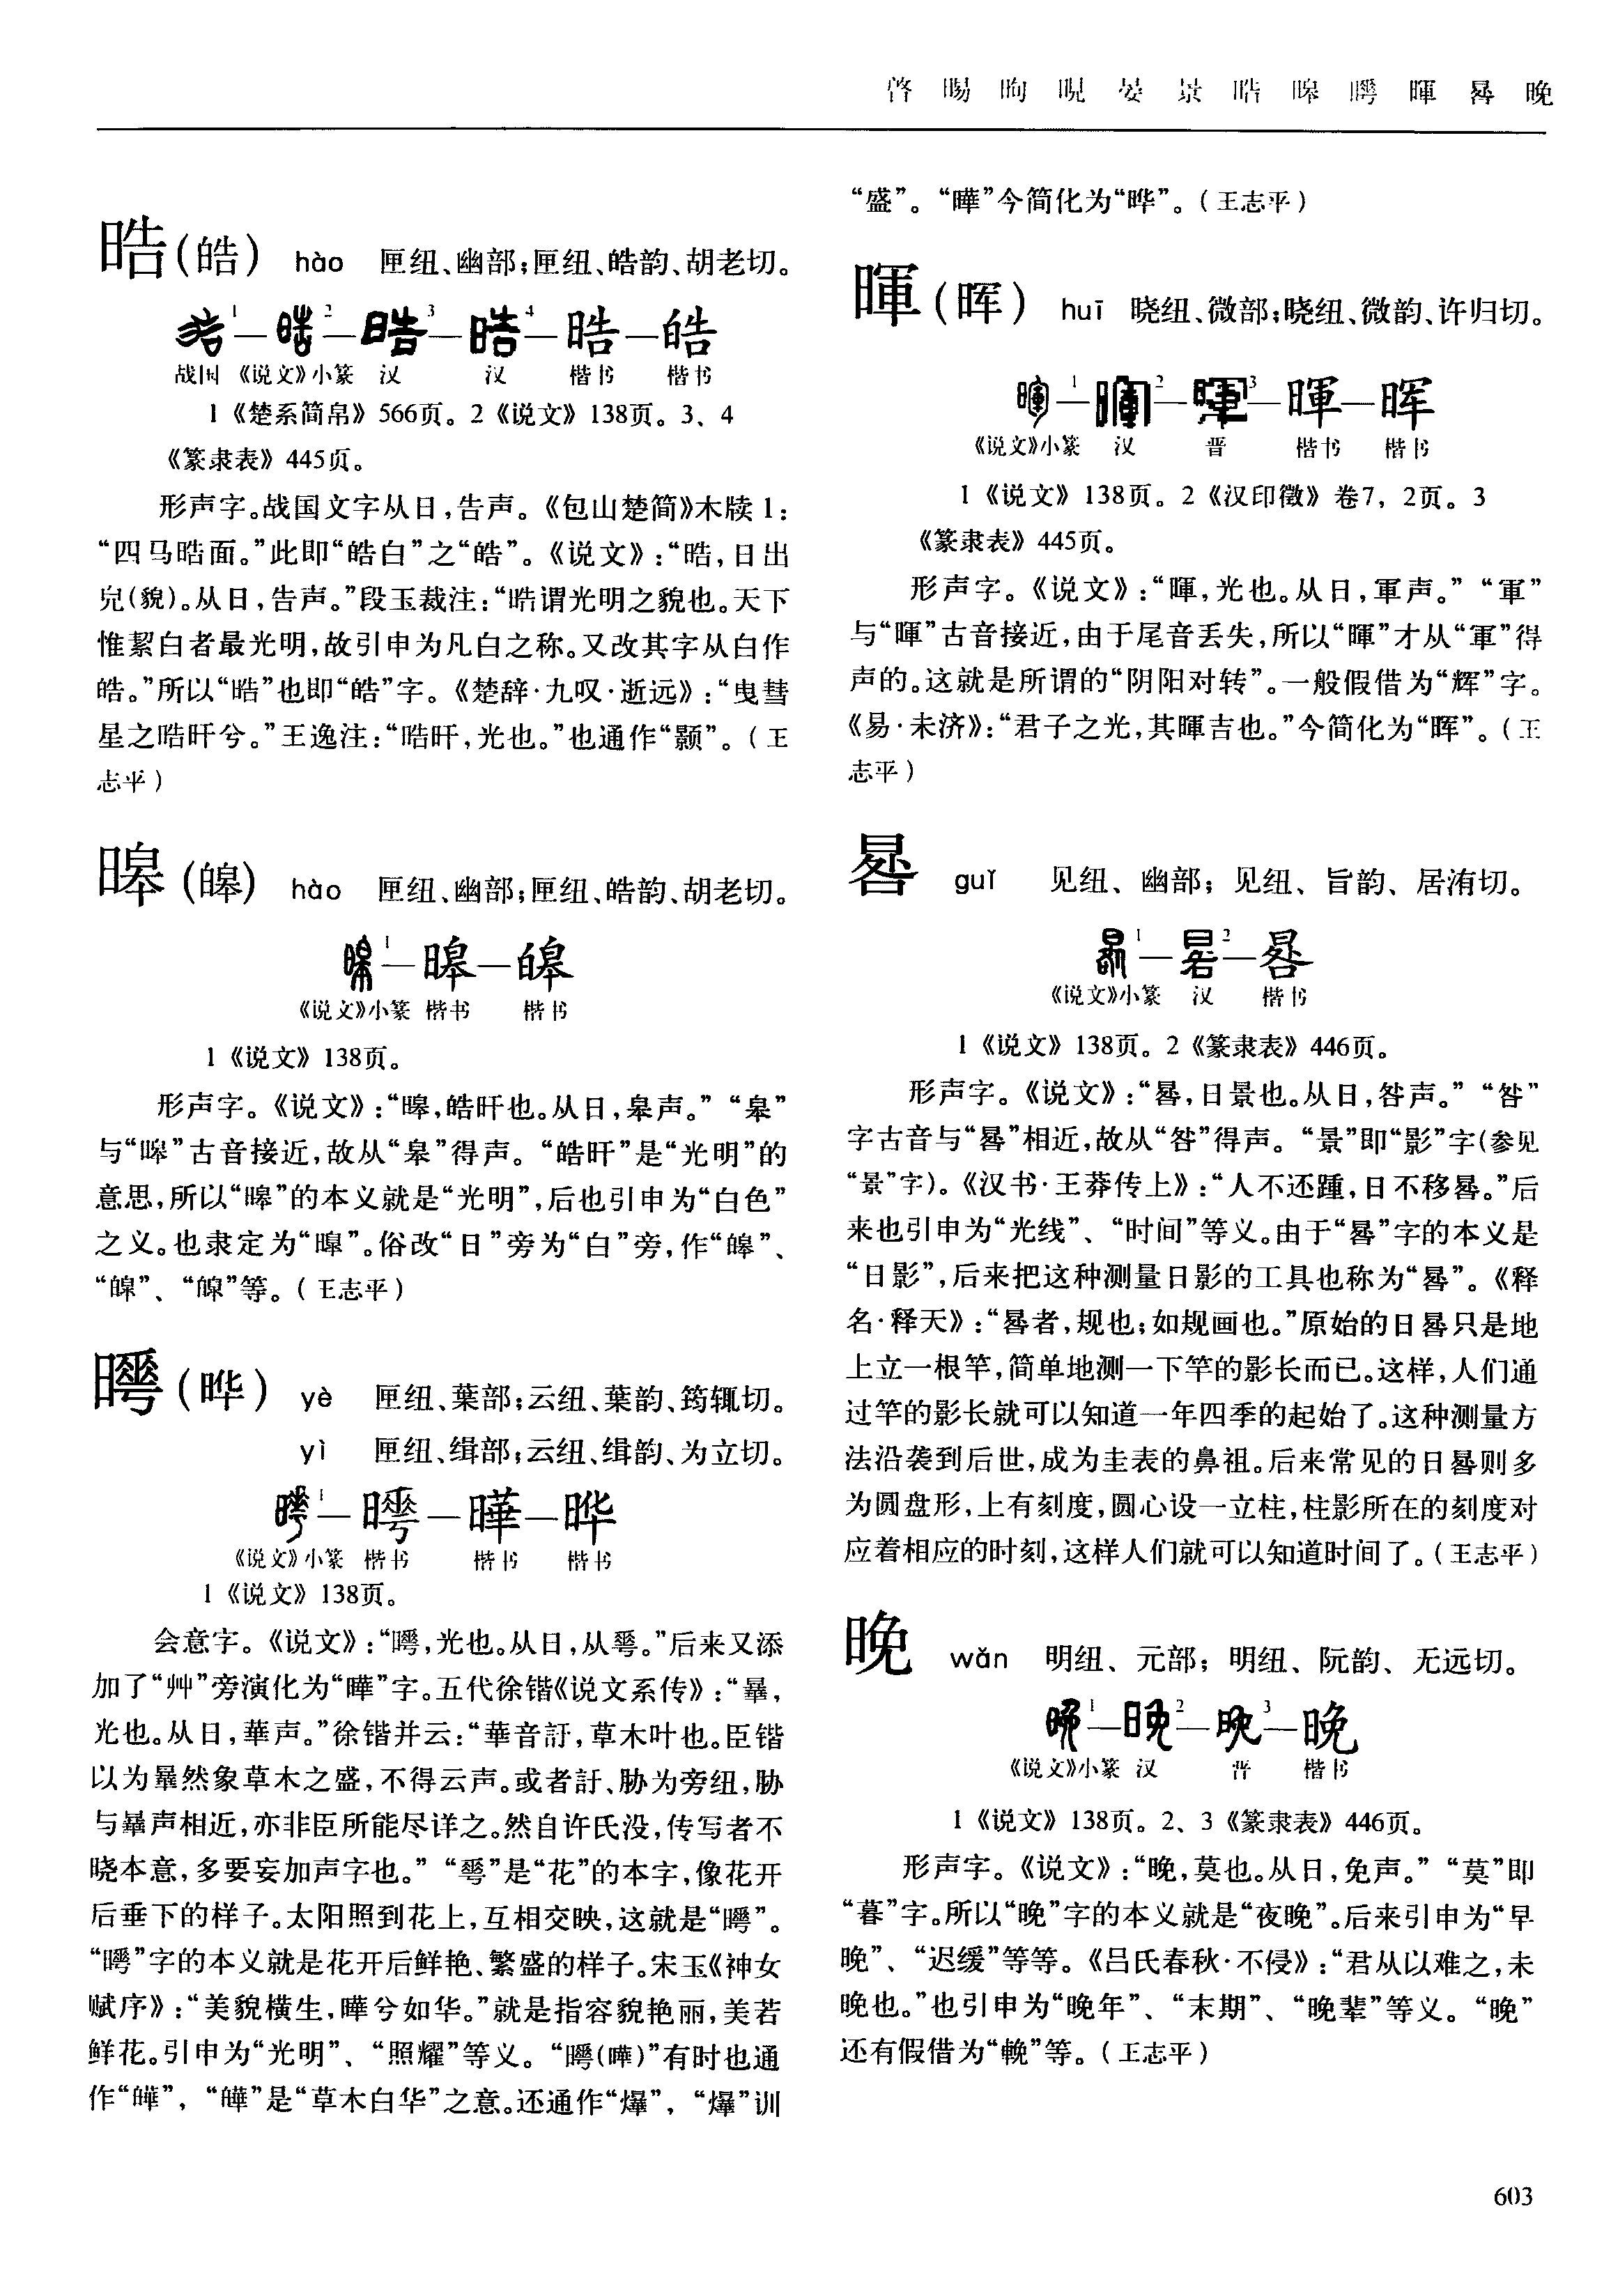 晵 暘 昫 晛 晏 景 晧 暤 㬒 暉 晷 晚
晧(皓) hào 匣纽、幽部;匣纽、皓韵、胡老切。
晧1—晧2—晧3—晧4—晧—皓
战国 《说文》小篆 汉 汉 楷书 楷书
1《楚系简帛》566页。2《说文》138页。3、4
《篆隶表》445页。
形声字。战国文字从日,告声。《包山楚简》木牍1:
“四马晧面。”此即“皓白”之“皓”。《说文》:“晧,日出
皃(貌)。从日,告声。”段玉裁注:“晧谓光明之貌也。天下
惟絜白者最光明,故引申为凡白之称。又改其字从白作
皓。”所以“晧”也即“皓”字。《楚辞·九叹·逝远》:“曳彗
星之晧旰兮。”王逸注:“晧旰,光也。”也通作“颢”。(王
志平)
暤(皞) hào 匣纽、幽部;匣纽、皓韵、胡老切。
暤1—暤—皞
《说文》小篆 楷书 楷书
1《说文》138页。
形声字。《说文》:“暤,皓旰也。从日,皋声。”“皋”
与“暤”古音接近,故从“皋”得声。“皓旰”是“光明”的
意思,所以“暤”的本义就是“光明”,后也引申为“白色”
之义。也隶定为“暭”。俗改“日”旁为“白”旁,作“皞”、
“皡”、“皥”等。(王志平)
㬒(晔) yè 匣纽、葉部;云纽、葉韵、筠辄切。
yì 匣纽、缉部;云纽、缉韵、为立切。
㬒1—㬒—曄—晔
《说文》小篆 楷书 楷书 楷书
1《说文》138页。
会意字。《说文》:“㬒,光也。从日,从䔢。”后来又添
加了“艸”旁演化为“曄”字。五代徐锴《说文系传》:“曅,
光也。从日,華声。”徐锴并云:“華音訏,草木叶也。臣锴
以为曅然象草木之盛,不得云声。或者訏、胁为旁纽,胁
与曅声相近,亦非臣所能尽详之。然自许氏没,传写者不
晓本意,多要妄加声字也。”“𠌶”是“花”的本字,像花开
后垂下的样子。太阳照到花上,互相交映,这就是“㬒”。
“㬒”字的本义就是花开后鲜艳、繁盛的样子。宋玉《神女
赋序》:“美貌横生,曄兮如华。”就是指容貌艳丽,美若
鲜花。引申为“光明”、“照耀”等义。“㬒(曄)”有时也通
作“皣”,“皣”是“草木白华”之意。还通作“爗”,“爗”训
“盛”。“曄”今简化为“晔”。(王志平)
暉(晖) huī 晓纽、微部;晓纽、微韵、许归切。
暉1—暉2—暉3—暉—晖
《说文》小篆 汉 晋 楷书 楷书
1《说文》138页。2《汉印徵》卷7,2页。3
《篆隶表》445页。
形声字。《说文》:“暉,光也。从日,軍声。”“軍”
与“暉”古音接近,由于尾音丢失,所以“暉”才从“軍”得
声的。这就是所谓的“阴阳对转”。一般假借为“辉”字。
《易·未济》:“君子之光,其暉吉也。”今简化为“晖”。(王
志平)
晷 guǐ 见纽、幽部;见纽、旨韵、居洧切。
晷1—晷2—晷
《说文》小篆 汉 楷书
1《说文》138页。2《篆隶表》446页。
形声字。《说文》:“晷,日景也。从日,咎声。”“咎”
字古音与“晷”相近,故从“咎”得声。“景”即“影”字(参见
“景”字)。《汉书·王莽传上》:“人不还踵,日不移晷。”后
来也引申为“光线”、“时间”等义。由于“晷”字的本义是
“日影”,后来把这种测量日影的工具也称为“晷”。《释
名·释天》:“晷者,规也;如规画也。”原始的日晷只是地
上立一根竿,简单地测一下竿的影长而已。这样,人们通
过竿的影长就可以知道一年四季的起始了。这种测量方
法沿袭到后世,成为圭表的鼻祖。后来常见的日晷则多
为圆盘形,上有刻度,圆心设一立柱,柱影所在的刻度对
应着相应的时刻,这样人们就可以知道时间了。(王志平)
晚 wǎn 明纽、元部;明纽、阮韵、无远切。
晚1—晚2—晚3—晚
《说文》小篆 汉 晋 楷书
1《说文》138页。2、3《篆隶表》446页。
形声字。《说文》:“晚,莫也。从日,免声。”“莫”即
“暮”字。所以“晚”字的本义就是“夜晚”。后来引申为“早
晚”、“迟缓”等等。《吕氏春秋·不侵》:“君从以难之,未
晚也。”也引申为“晚年”、“末期”、“晚辈”等义。“晚”
还有假借为“輓”等。(王志平)
603